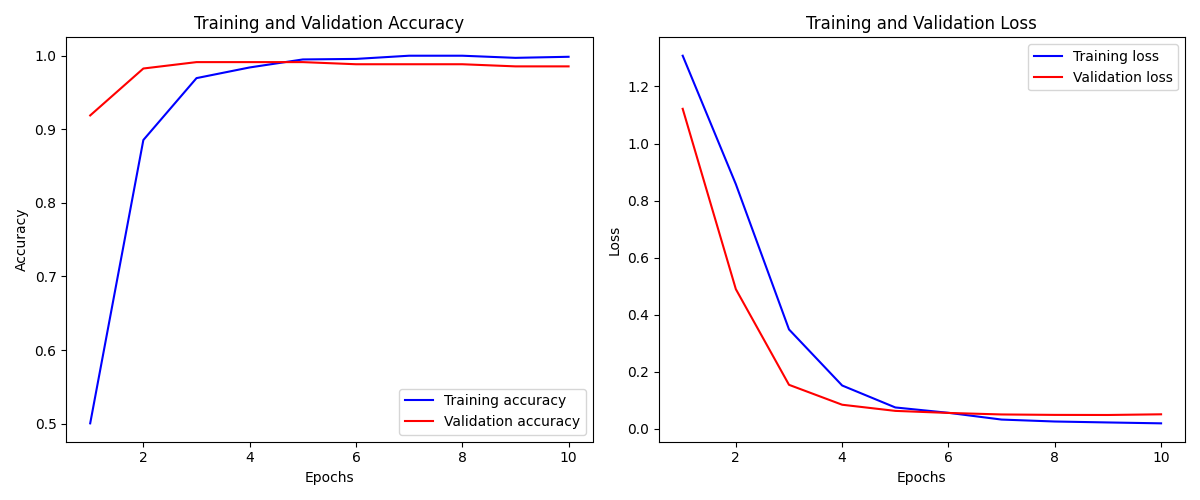 Training and Validation Accuracy
Accuracy
1.0
0.9
0.8
0.7
0.6
0.5
Training accuracy
Validation accuracy
2 4 6 8 10
Epochs
Training and Validation Loss
Loss
1.2
1.0
0.8
0.6
0.4
0.2
0.0
Training loss
Validation loss
2 4 6 8 10
Epochs